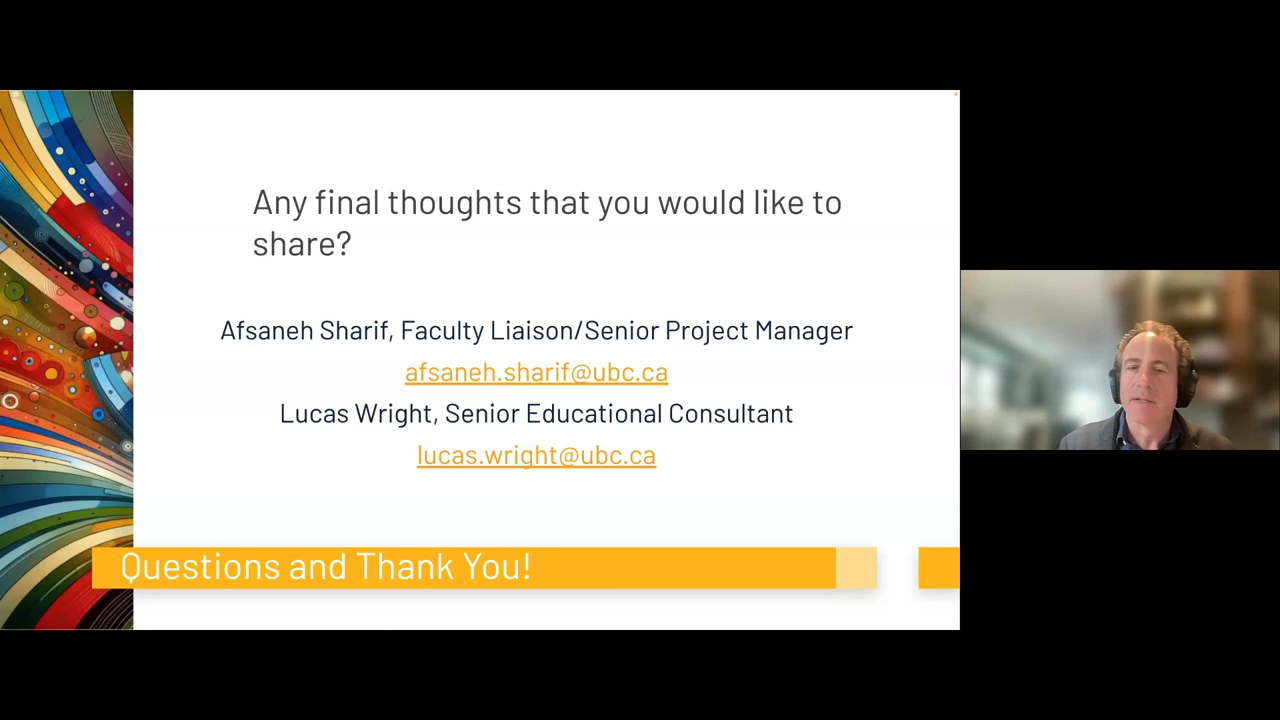 Any final thoughts that you would like to
share?
Afsaneh Sharif, Faculty Liaison/Senior Project Manager
afsaneh.sharif@ubc.ca
Lucas Wright, Senior Educational Consultant
lucas.wright@ubc.ca
Questions and Thank You!